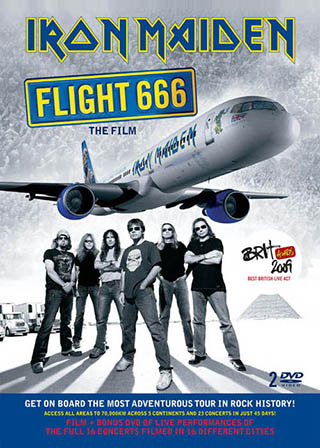 IRON MAIDEN
FLIGHT 666
THE FILM
IRON MAIDEN
BRIT
AWARDS
2009
BEST BRITISH LIVE ACT
2 DVD
VIDEO
GET ON BOARD THE MOST ADVENTUROUS TOUR IN ROCK HISTORY!
ACCESS ALL AREAS TO 70,000KM ACROSS 5 CONTINENTS AND 23 CONCERTS IN JUST 45 DAYS!
FILM + BONUS DVD OF LIVE PERFORMANCES OF
THE FULL 16 CONCERTS FILMED IN 16 DIFFERENT CITIES